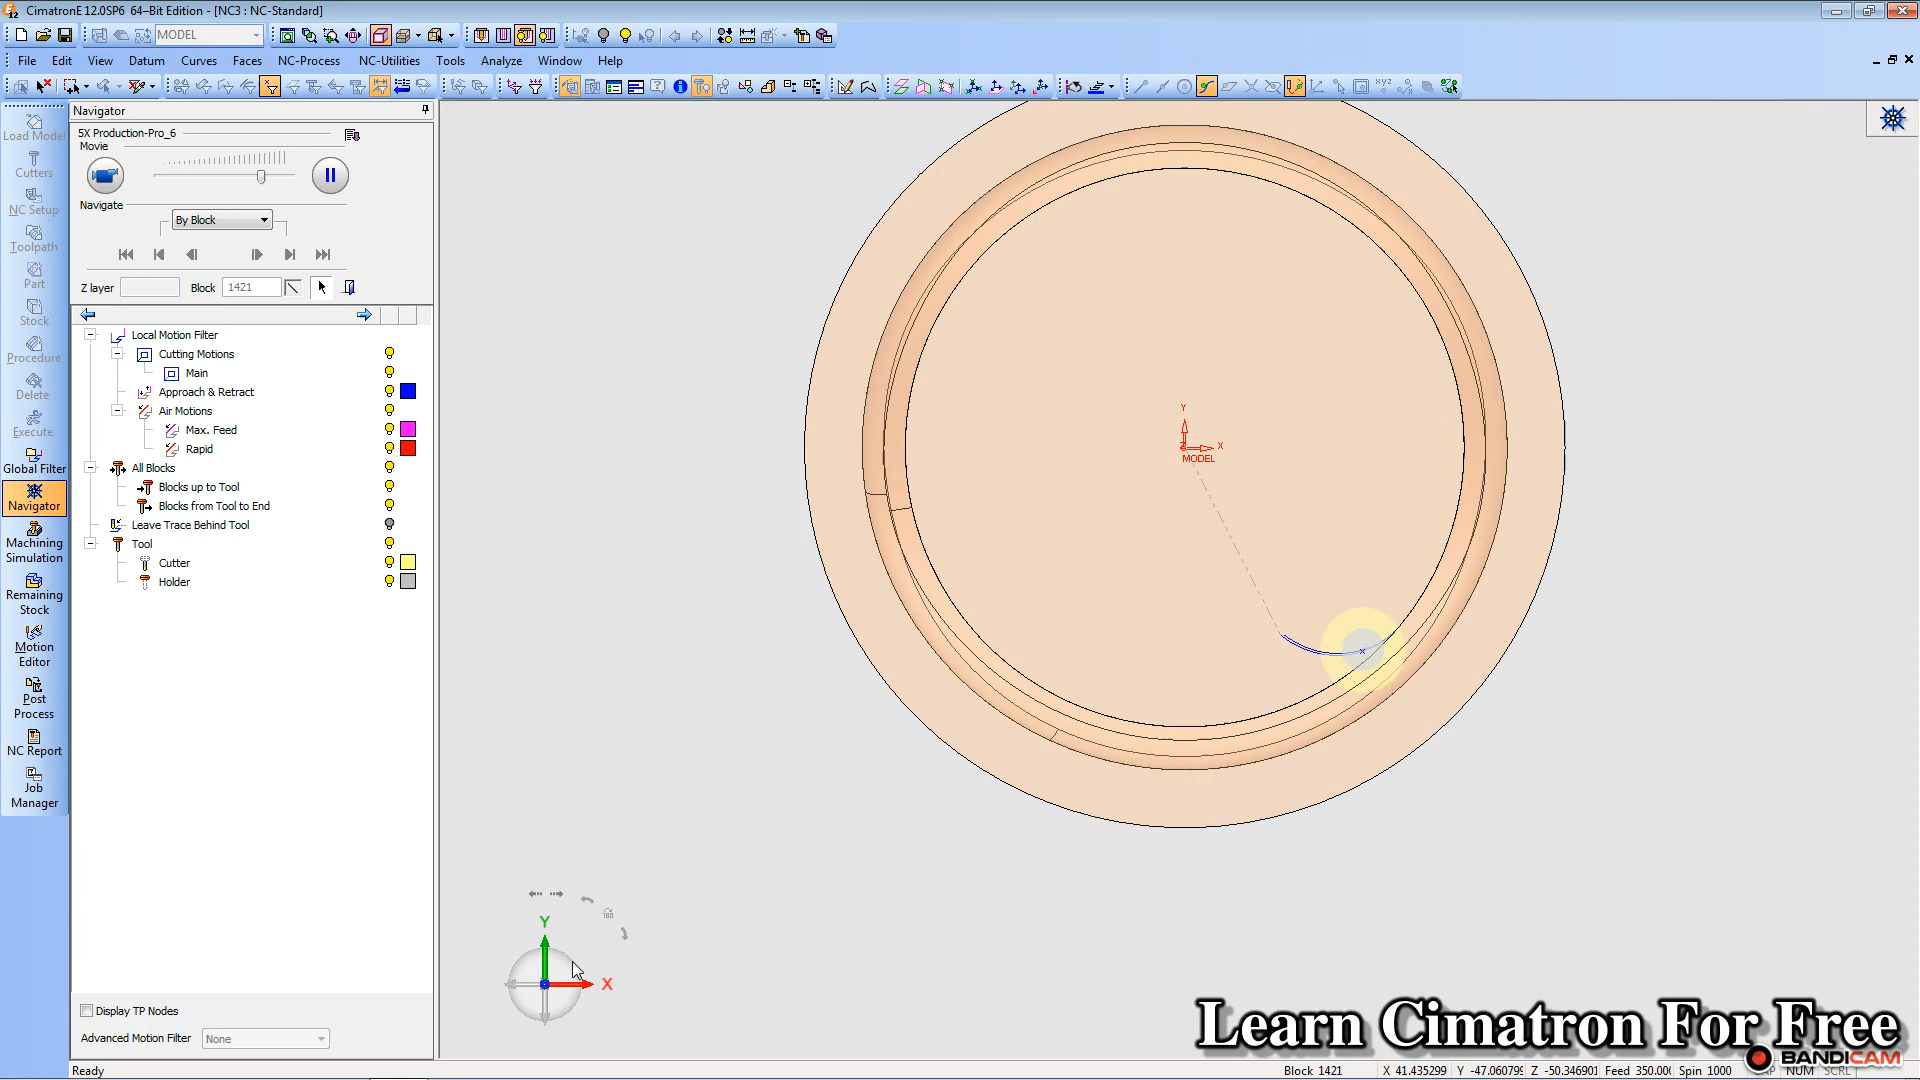 CimatronE 12.0SP6 64–Bit Edition - [NC3 : NC-Standard]
MODEL
File Edit View Datum Curves Faces NC-Process NC-Utilities Tools Analyze Window Help
Navigator
5X Production-Pro_6
Movie
Navigate
By Block
Z layer
Block 1421
Local Motion Filter
Cutting Motions
Main
Approach & Retract
Air Motions
Max. Feed
Rapid
All Blocks
Blocks up to Tool
Blocks from Tool to End
Leave Trace Behind Tool
Tool
Cutter
Holder
Display TP Nodes
Advanced Motion Filter None
Load Model
Cutters
NC Setup
Toolpath
Part
Stock
Procedure
Delete
Execute
Global Filter
Navigator
Machining
Simulation
Remaining
Stock
Motion
Editor
Post
Process
NC Report
Job
Manager
Y
X
MODEL
180
Y
X
Learn Cimatron For Free
BANDICAM
Ready
Block 1421 X 41.435299 Y -47.060799 Z -50.346901 Feed 350.000 Spin 1000 CAP NUM SCRL